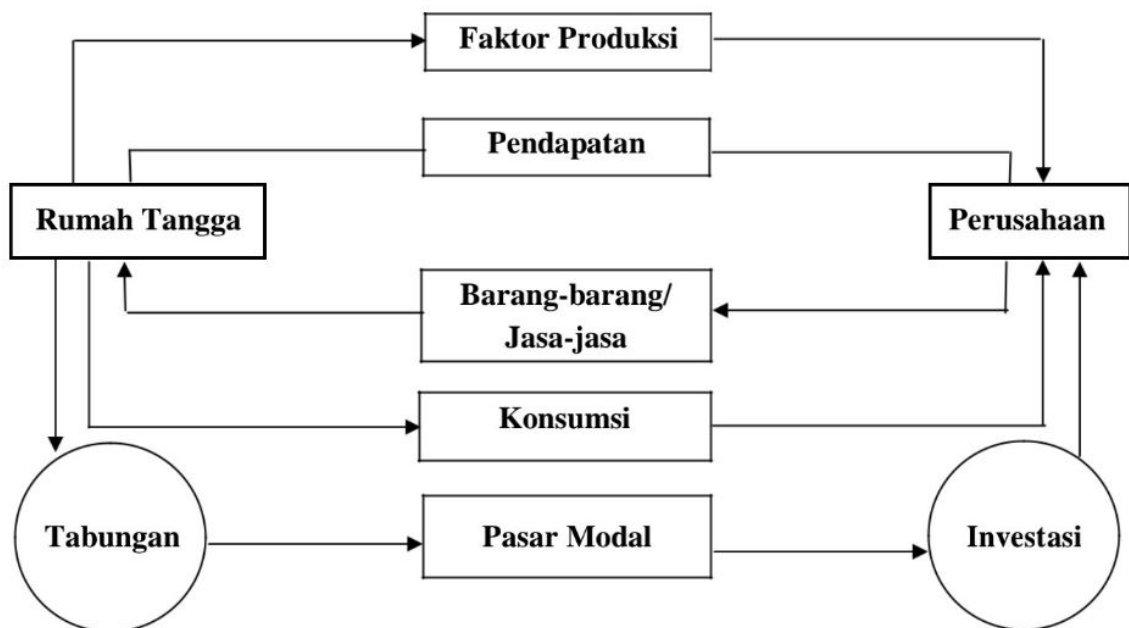 Faktor Produksi
Pendapatan
Rumah Tangga
Perusahaan
Barang-barang/
Jasa-jasa
Konsumsi
Tabungan
Pasar Modal
Investasi